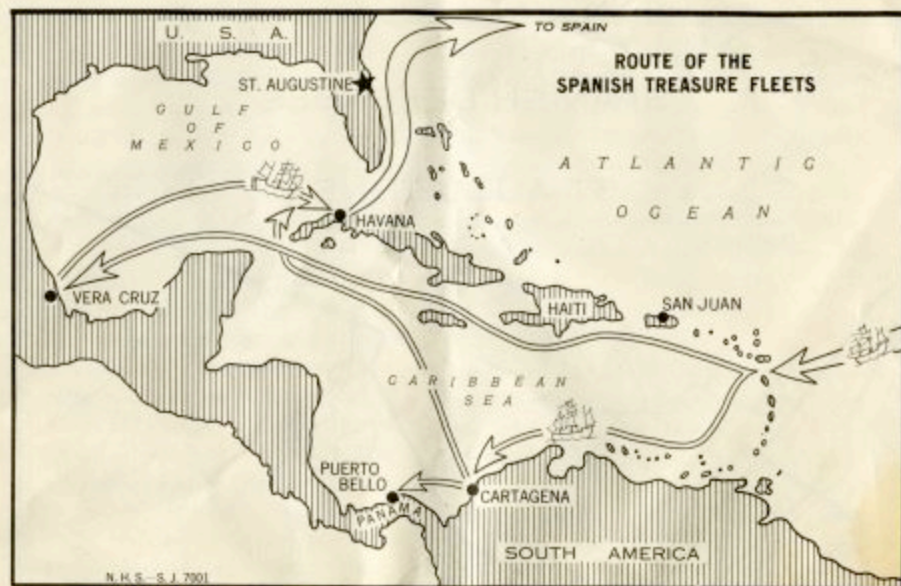 U. S. A.
TO SPAIN
ROUTE OF THE
SPANISH TREASURE FLEETS
ST. AUGUSTINE
GULF
OF
MEXICO
ATLANTIC
OCEAN
HAVANA
VERA CRUZ
HAITI
SAN JUAN
CARIBBEAN
SEA
PUERTO
BELLO
CARTAGENA
PANAMA
SOUTH AMERICA
N.H.S.—S.J. 7001